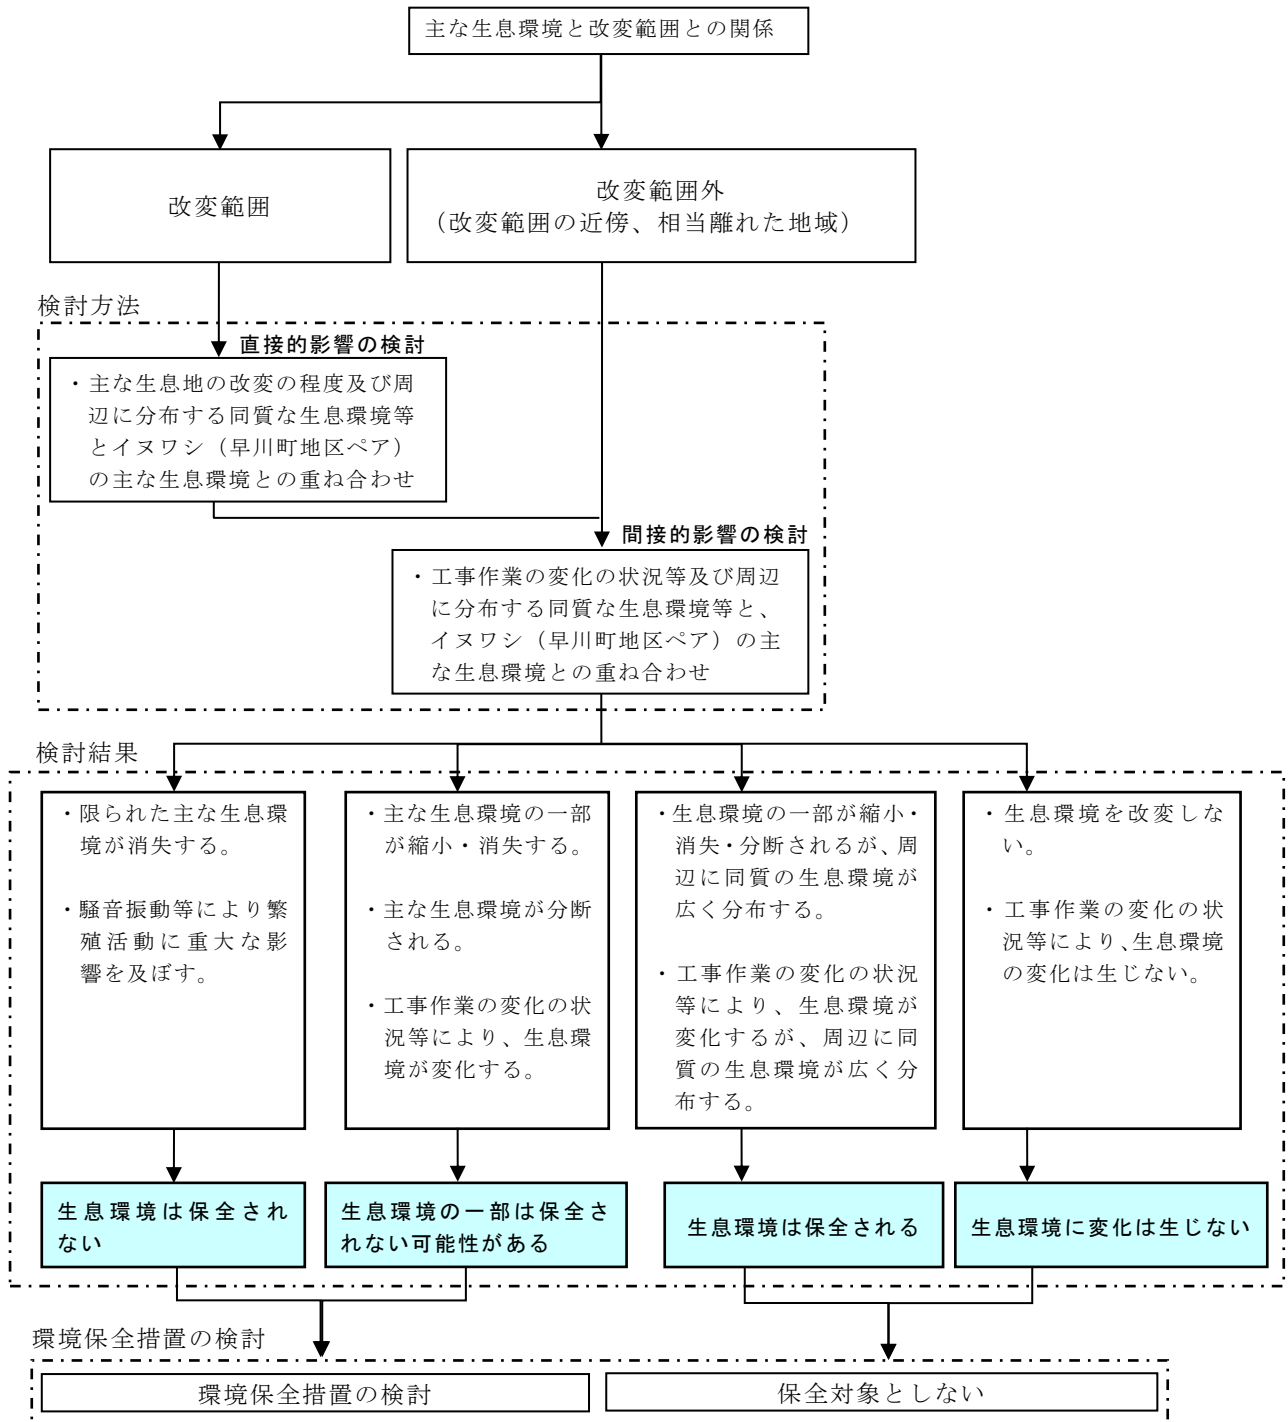 主な生息環境と改変範囲との関係
改変範囲
改変範囲外
（改変範囲の近傍、相当離れた地域）
検討方法
直接的影響の検討
・主な生息地の改変の程度及び周
辺に分布する同質な生息環境等
とイヌワシ（早川町地区ペア）
の主な生息環境との重ね合わせ
間接的影響の検討
・工事作業の変化の状況等及び周辺
に分布する同質な生息環境等と、
イヌワシ（早川町地区ペア）の主
な生息環境との重ね合わせ
検討結果
・限られた主な生息環
境が消失する。
・騒音振動等により繁
殖活動に重大な影
響を及ぼす。
・主な生息環境の一部
が縮小・消失する。
・主な生息環境が分断
される。
・工事作業の変化の状
況等により、生息環
境が変化する。
・生息環境の一部が縮小・
消失・分断されるが、周
辺に同質の生息環境が
広く分布する。
・工事作業の変化の状況
等により、生息環境が
変化するが、周辺に同
質の生息環境が広く分
布する。
・生息環境を改変しな
い。
・工事作業の変化の状
況等により、生息環境
の変化は生じない。
生息環境は保全され
ない
生息環境の一部は保全さ
れない可能性がある
生息環境は保全される
生息環境に変化は生じない
環境保全措置の検討
環境保全措置の検討
保全対象としない